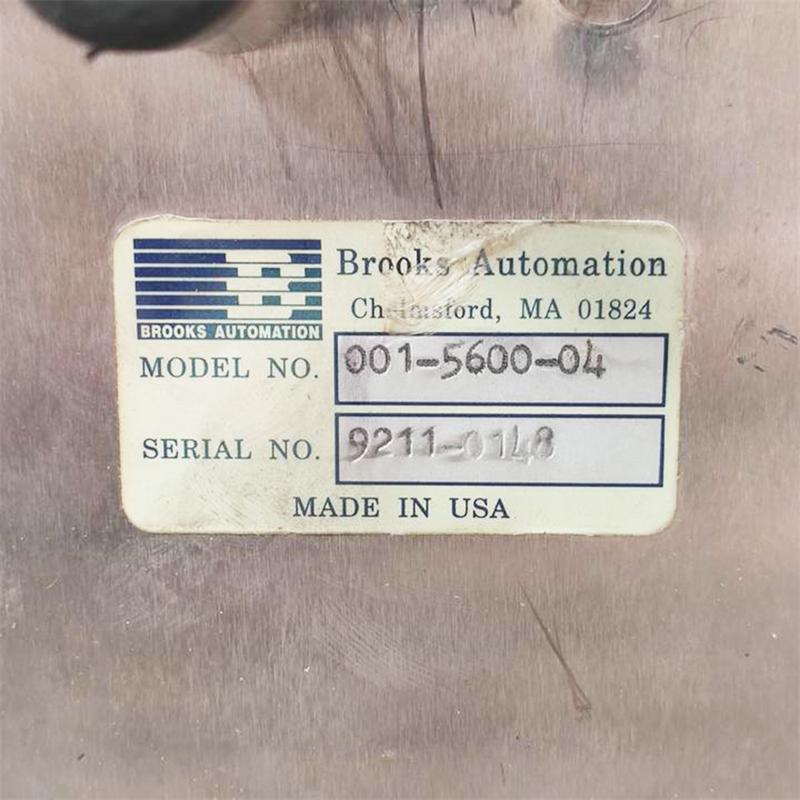 Brooks Automation
Chelmsford, MA 01824
BROOKS AUTOMATION
MODEL NO. 001-5600-04
SERIAL NO. 9211-0148
MADE IN USA